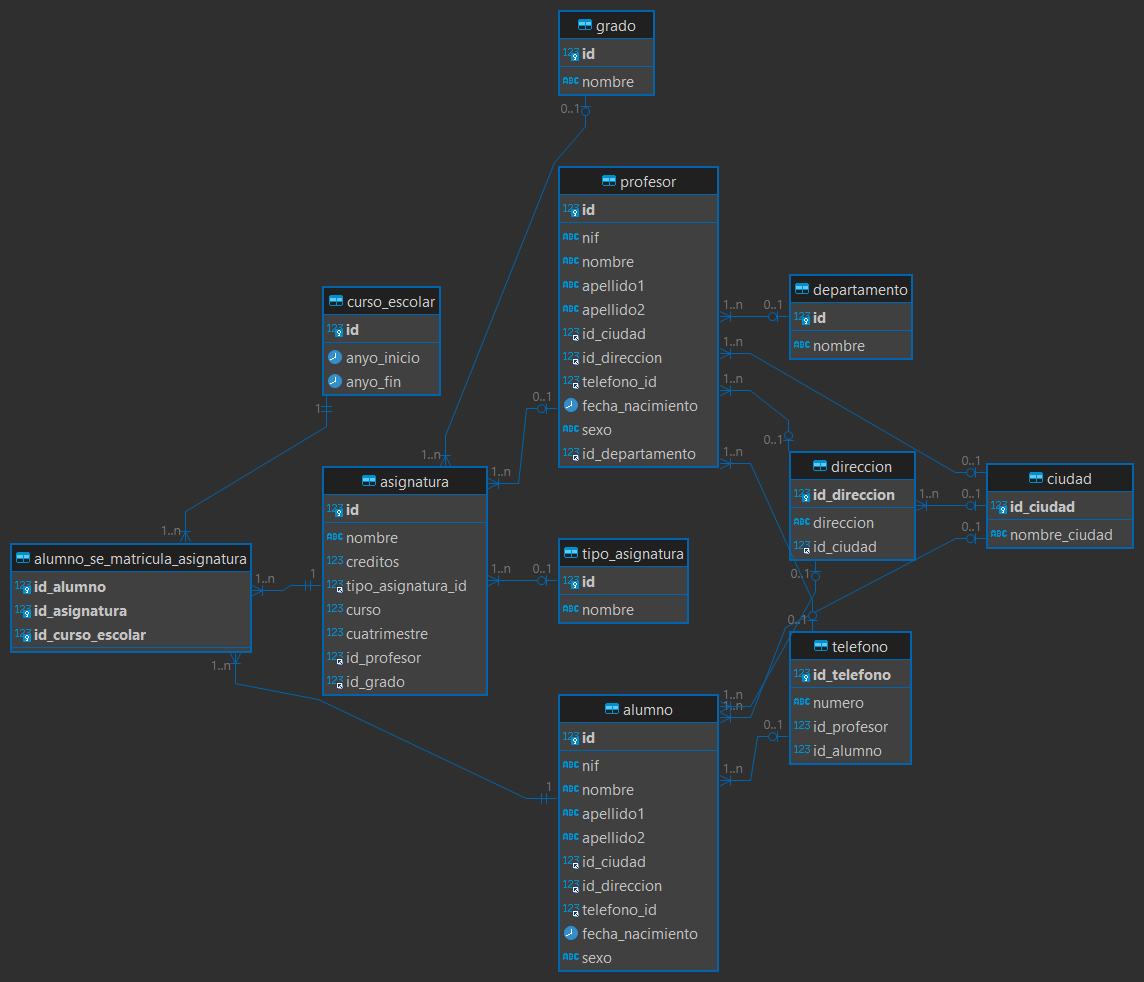 grado
id
nombre
0..1
profesor
id
nif
nombre
apellido1
apellido2
id_ciudad
id_direccion
telefono_id
fecha_nacimiento
sexo
id_departamento
departamento
id
nombre
1..n
0..1
1..n
1..n
0..1
1..n
curso_escolar
id
anyo_inicio
anyo_fin
1
0..1
1..n
1..n
asignatura
id
nombre
creditos
tipo_asignatura_id
curso
cuatrimestre
id_profesor
id_grado
direccion
id_direccion
direccion
id_ciudad
0..1
1..n
0..1
0..1
ciudad
id_ciudad
nombre_ciudad
1..n
alumno_se_matricula_asignatura
id_alumno
id_asignatura
id_curso_escolar
1..n
1
1..n
1..n
0..1
tipo_asignatura
id
nombre
0..1
0..1
telefono
id_telefono
numero
id_profesor
id_alumno
alumno
id
nif
nombre
apellido1
apellido2
id_ciudad
id_direccion
telefono_id
fecha_nacimiento
sexo
1..n
1..n
0..1
1..n
1